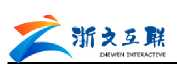 浙文互联
ZHEWEN INTERACTIVE